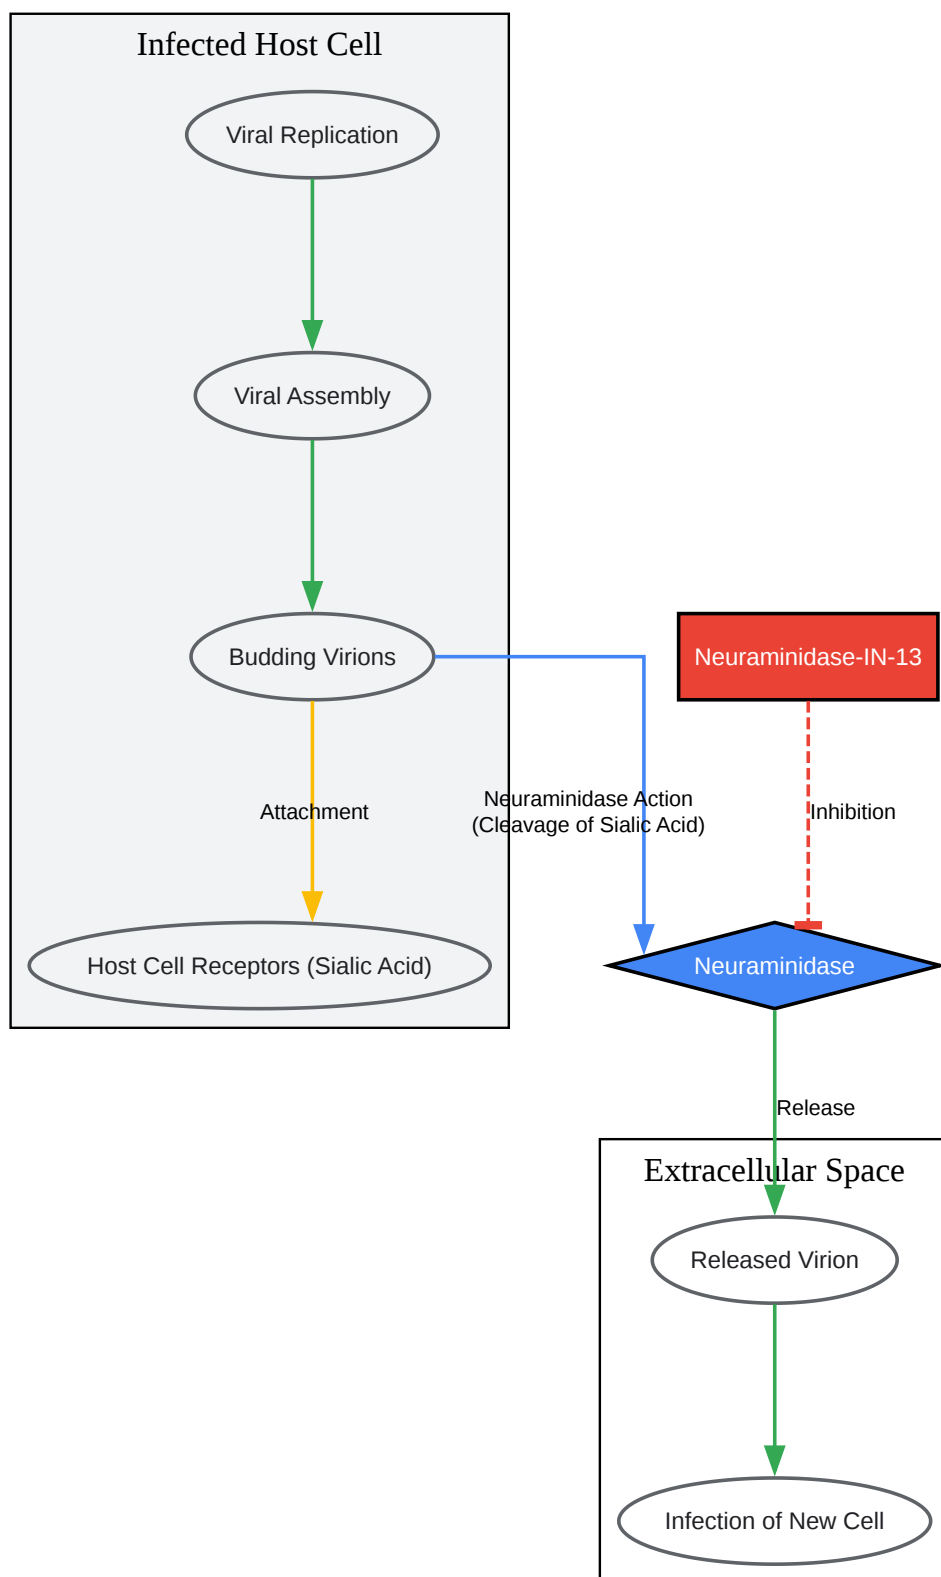 Infected Host Cell
Viral Replication
Viral Assembly
Budding Virions
Neuraminidase-IN-13
Attachment
Neuraminidase Action
(Cleavage of Sialic Acid)
Inhibition
Host Cell Receptors (Sialic Acid)
Neuraminidase
Release
Extracellular Space
Released Virion
Infection of New Cell